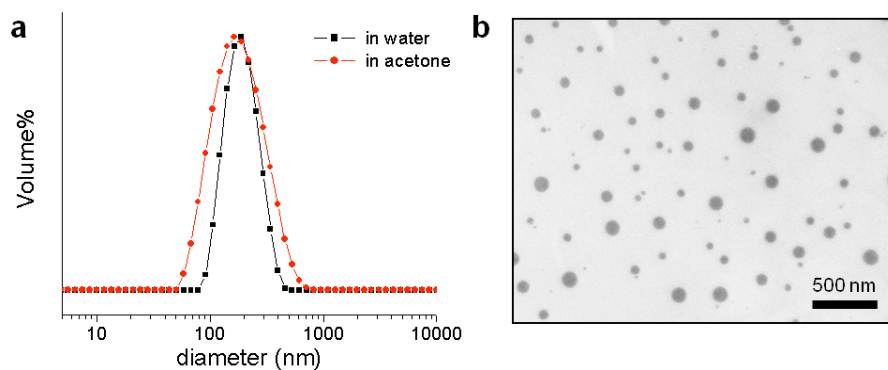 a
in water
in acetone
Volume%
10
100
1000
10000
diameter (nm)
b
500 nm